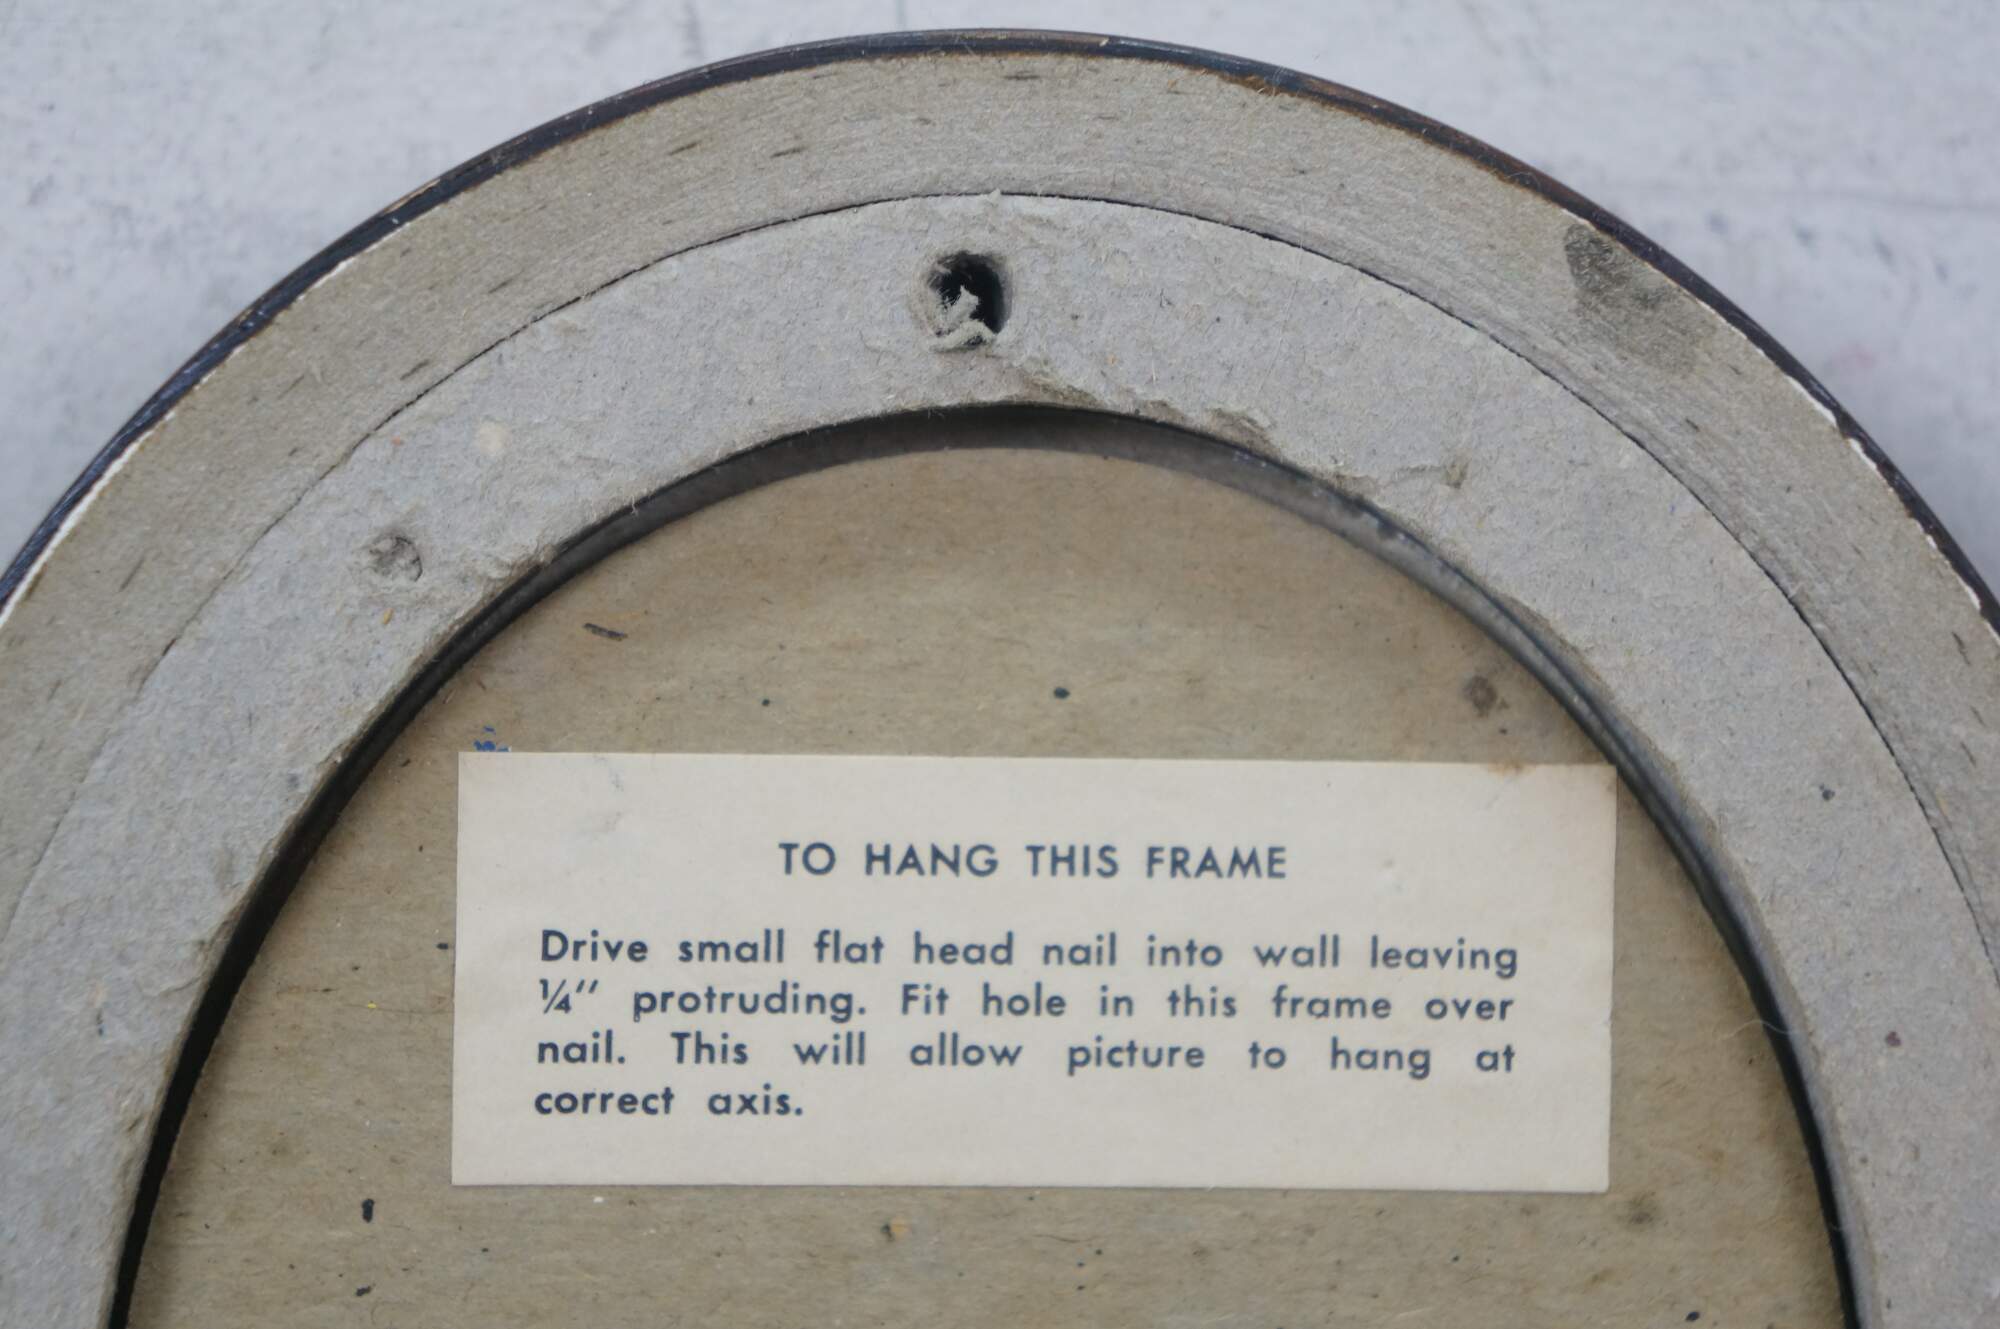 TO HANG THIS FRAME
Drive small flat head nail into wall leaving
¼" protruding. Fit hole in this frame over
nail. This will allow picture to hang at
correct axis.